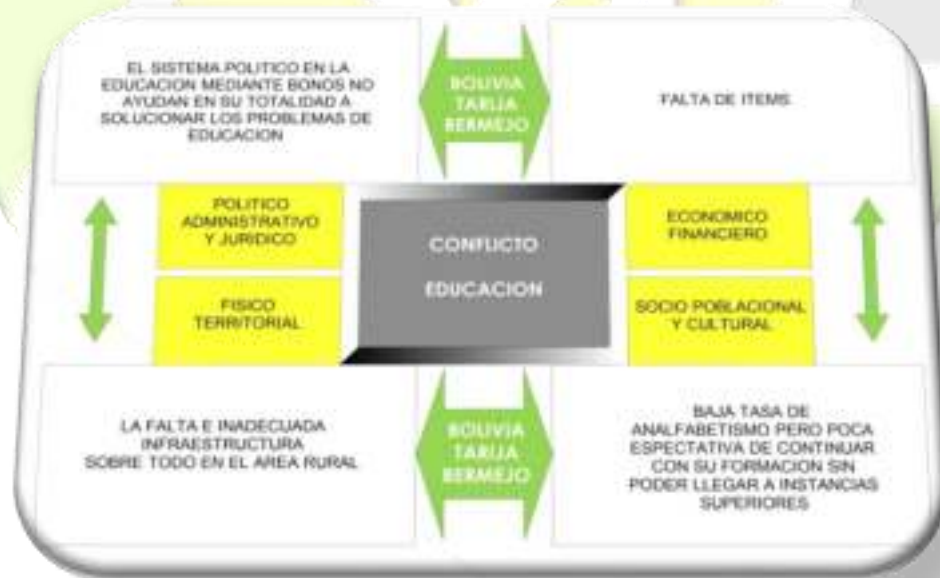 EL SISTEMA POLITICO EN LA
EDUCACION MEDIANTE BONOS NO
AYUDAN EN SU TOTALIDAD A
SOLUCIONAR LOS PROBLEMAS DE
EDUCACION
BOLIVIA
TARIJA
BERMEJO
FALTA DE ITEMS
POLITICO
ADMINISTRATIVO
Y JURIDICO
CONFLICTO
EDUCACION
ECONOMICO
FINANCIERO
FISICO
TERRITORIAL
SOCIO POBLACIONAL
Y CULTURAL
LA FALTA E INADECUADA
INFRAESTRUCTURA
SOBRE TODO EN EL AREA RURAL
BOLIVIA
TARIJA
BERMEJO
BAJA TASA DE
ANALFABETISMO PERO POCA
ESPECTATIVA DE CONTINUAR
CON SU FORMACION SIN
PODER LLEGAR A INSTANCIAS
SUPERIORES